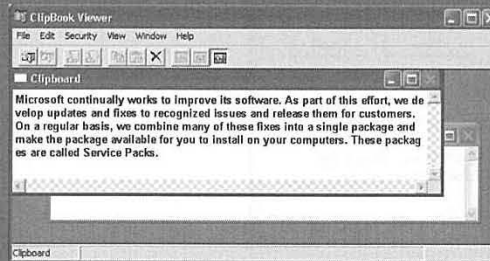 ClipBook Viewer
File Edit Security View Window Help
Clipboard
Microsoft continually works to improve its software. As part of this effort, we de
velop updates and fixes to recognized issues and release them for customers.
On a regular basis, we combine many of these fixes into a single package and
make the package available for you to install on your computers. These packag
es are called Service Packs.
Clipboard